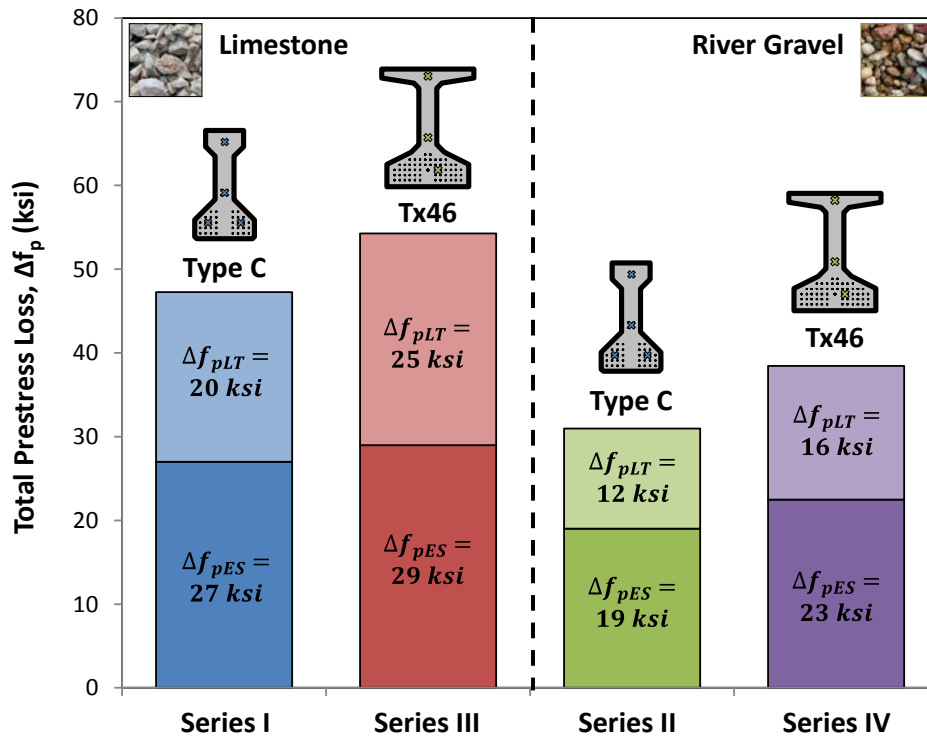 Total Prestress Loss, Δf_p (ksi)
80
70
60
50
40
30
20
10
0
Limestone
River Gravel
Type C
Δf_pLT =
20 ksi
Δf_pES =
27 ksi
Tx46
Δf_pLT =
25 ksi
Δf_pES =
29 ksi
Type C
Δf_pLT =
12 ksi
Δf_pES =
19 ksi
Tx46
Δf_pLT =
16 ksi
Δf_pES =
23 ksi
Series I
Series III
Series II
Series IV